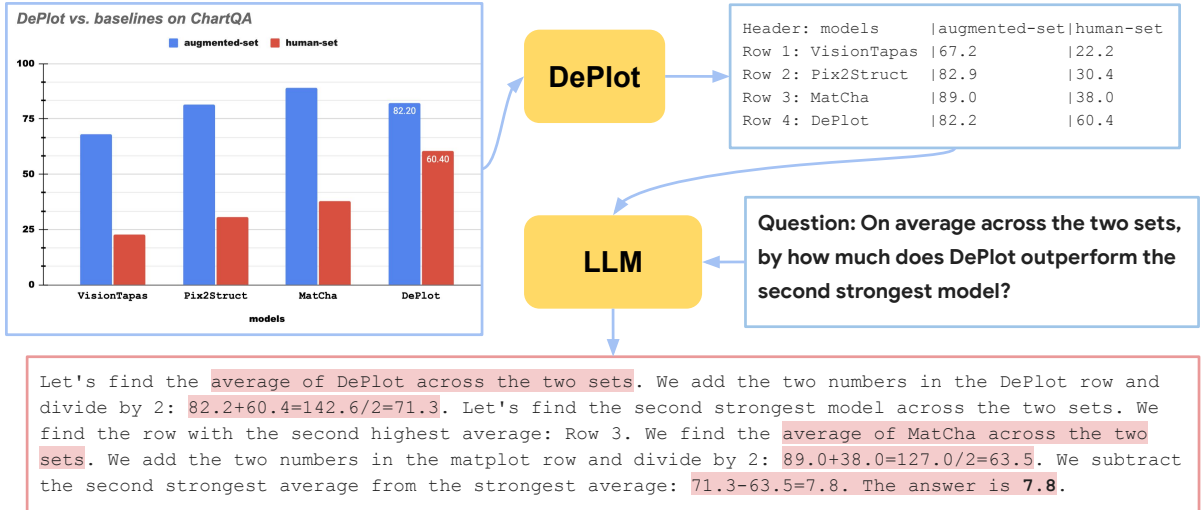 DePlot vs. baselines on ChartQA
augmented-set human-set
100
75
50
25
0
82.20
60.40
VisionTapas Pix2Struct MatCha DePlot
models
DePlot
Header: models |augmented-set|human-set
Row 1: VisionTapas |67.2 |22.2
Row 2: Pix2Struct |82.9 |30.4
Row 3: MatCha |89.0 |38.0
Row 4: DePlot |82.2 |60.4
LLM
Question: On average across the two sets,
by how much does DePlot outperform the
second strongest model?
Let's find the average of DePlot across the two sets. We add the two numbers in the DePlot row and
divide by 2: 82.2+60.4=142.6/2=71.3. Let's find the second strongest model across the two sets. We
find the row with the second highest average: Row 3. We find the average of MatCha across the two
sets. We add the two numbers in the matplot row and divide by 2: 89.0+38.0=127.0/2=63.5. We subtract
the second strongest average from the strongest average: 71.3-63.5=7.8. The answer is 7.8.